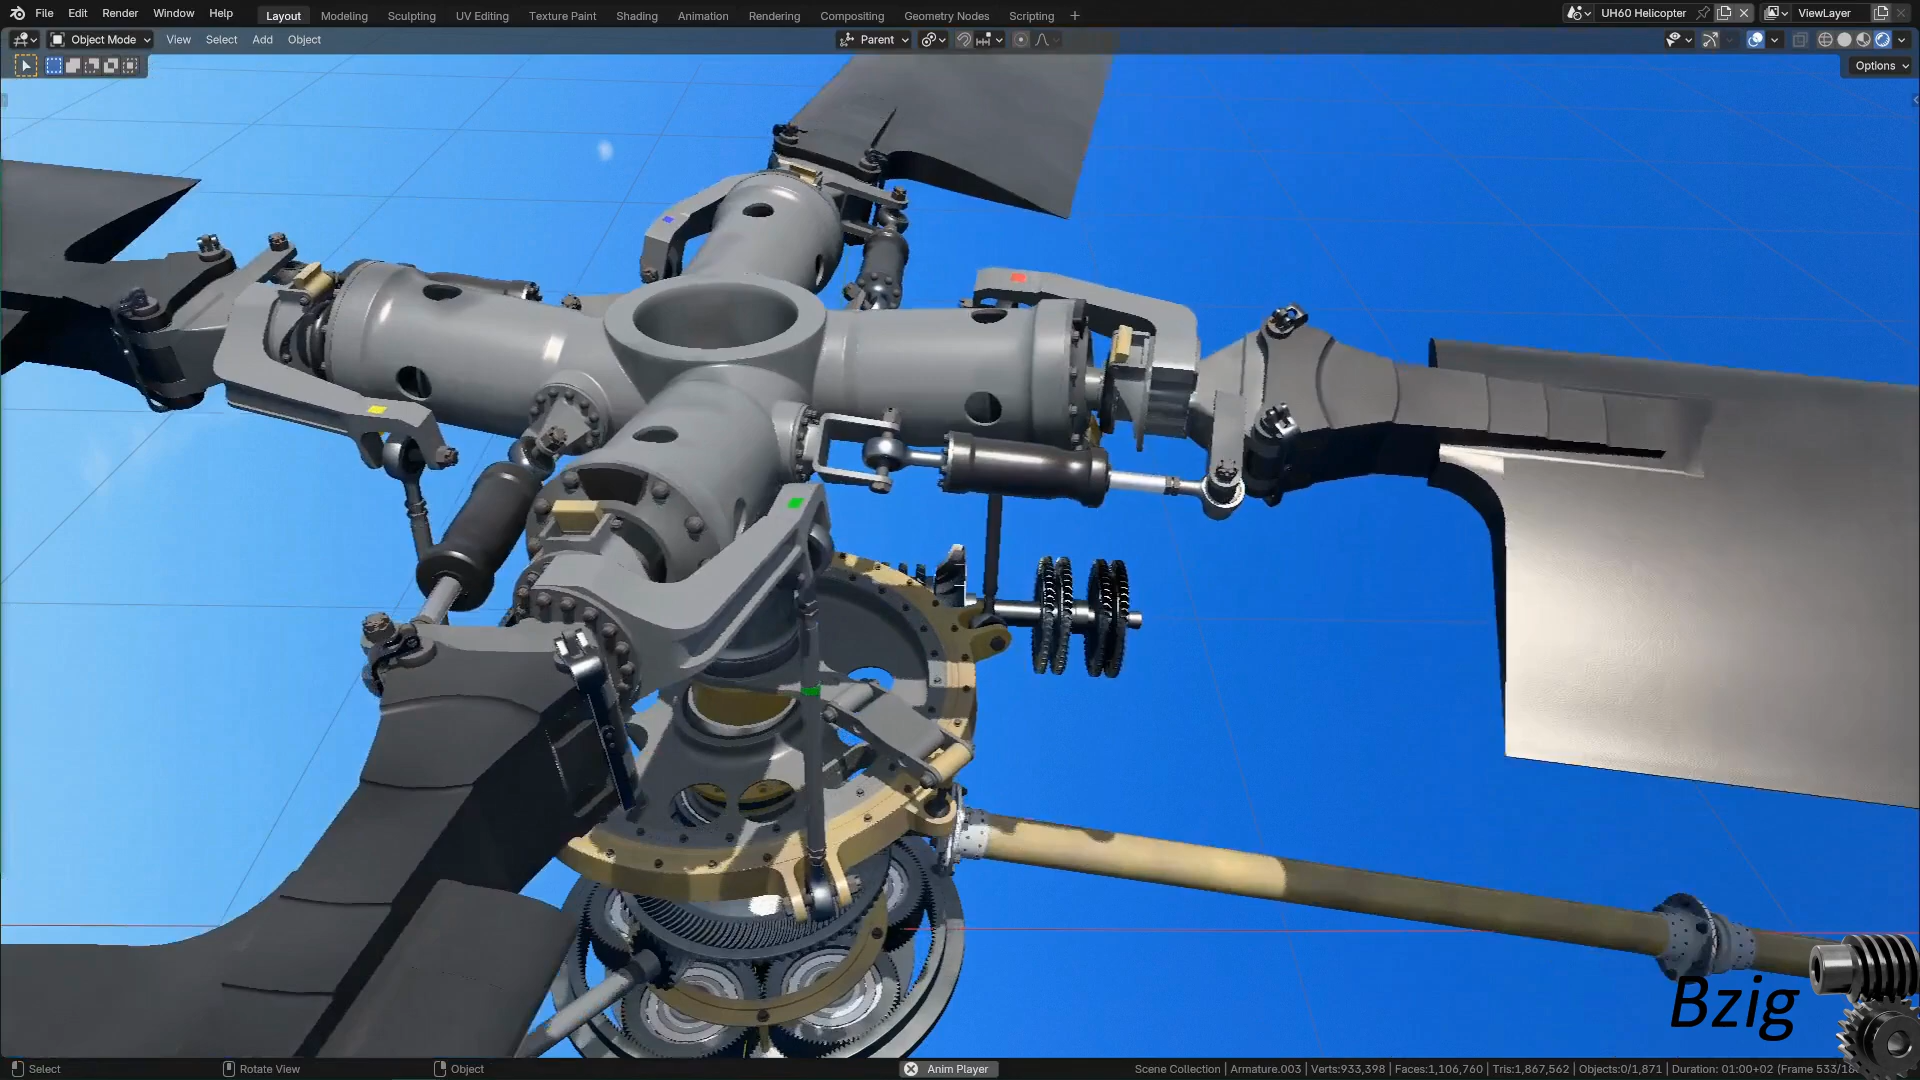 File Edit Render Window Help
Layout Modeling Sculpting UV Editing Texture Paint Shading Animation Rendering Compositing Geometry Nodes Scripting +
UH60 Helicopter
ViewLayer
Object Mode
View Select Add Object
Parent
Options
Bzig
Select
Rotate View
Object
Anim Player
Scene Collection | Armature.003 | Verts:933,398 | Faces:1,106,760 | Tris:1,867,562 | Objects:0/1,871 | Duration: 01:00+02 (Frame 533/18